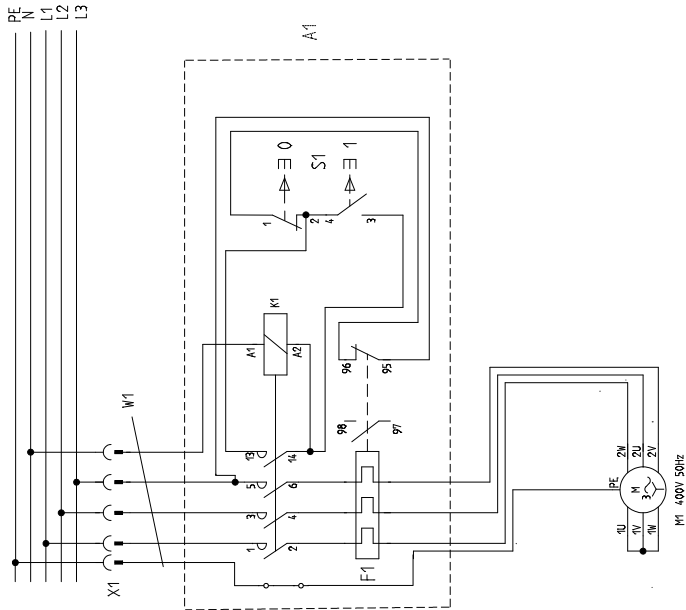 PE
N
L1
L2
L3
A1
0
S1
1
1
2
4
3
K1
A1
A2
96
95
98
97
W1
13
14
5
6
3
4
1
2
X1
F1
PE
2W
2U
2V
M
3
1U
1V
1W
M1 400V 50Hz